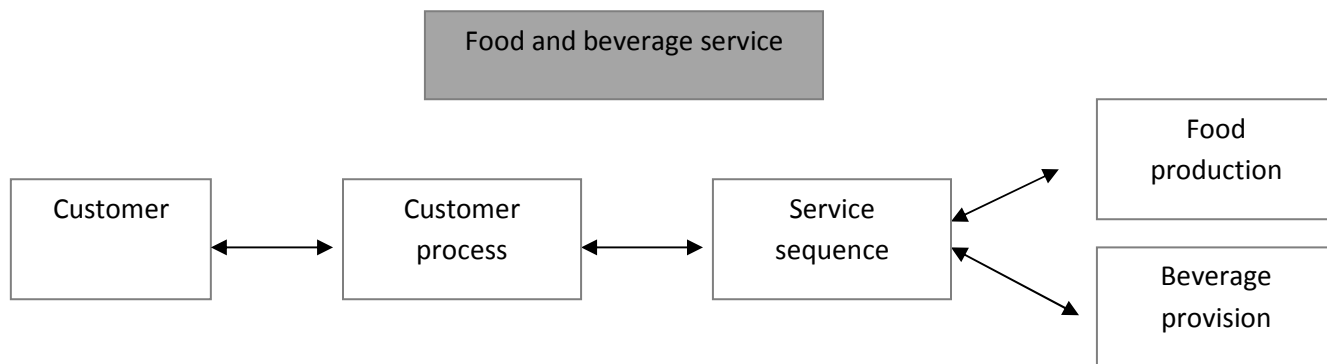 Food and beverage service
Food
production
Customer
Customer
process
Service
sequence
Beverage
provision